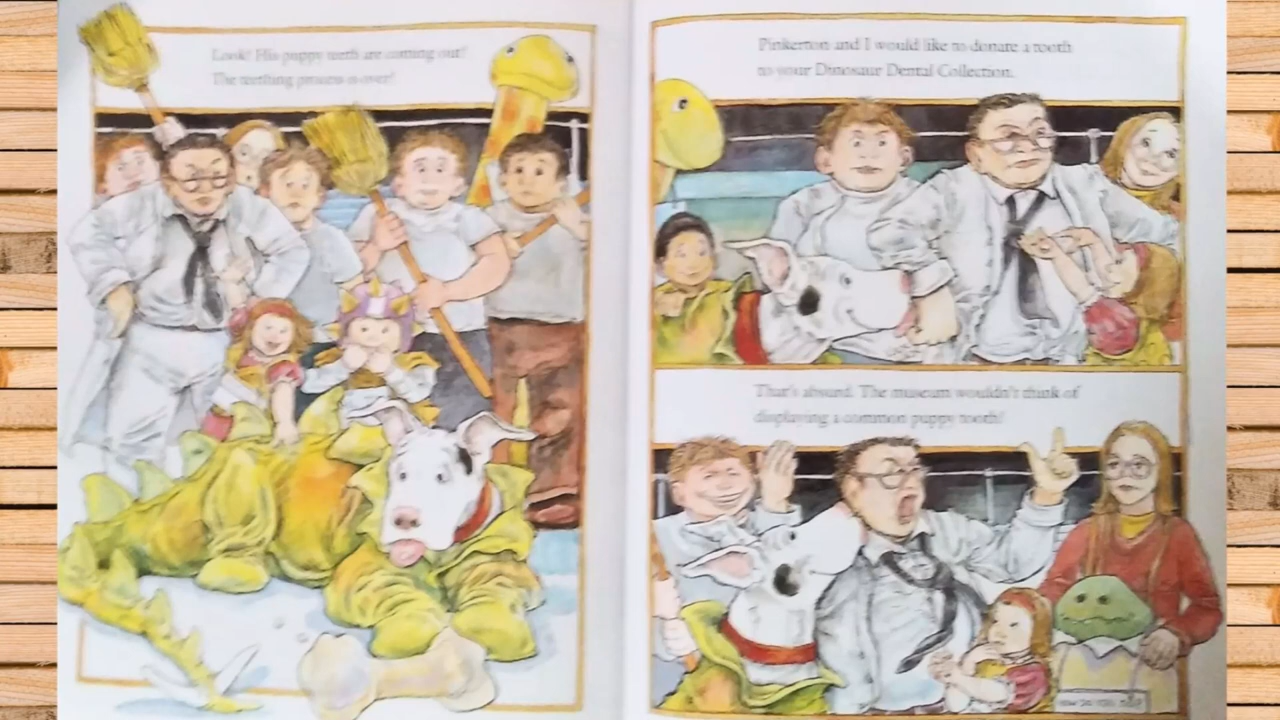 Look! His puppy teeth are coming out!
The teething process is over!
Pinkerton and I would like to donate a tooth
to your Dinosaur Dental Collection.
That's absurd. The museum wouldn't think of
displaying a common puppy tooth!